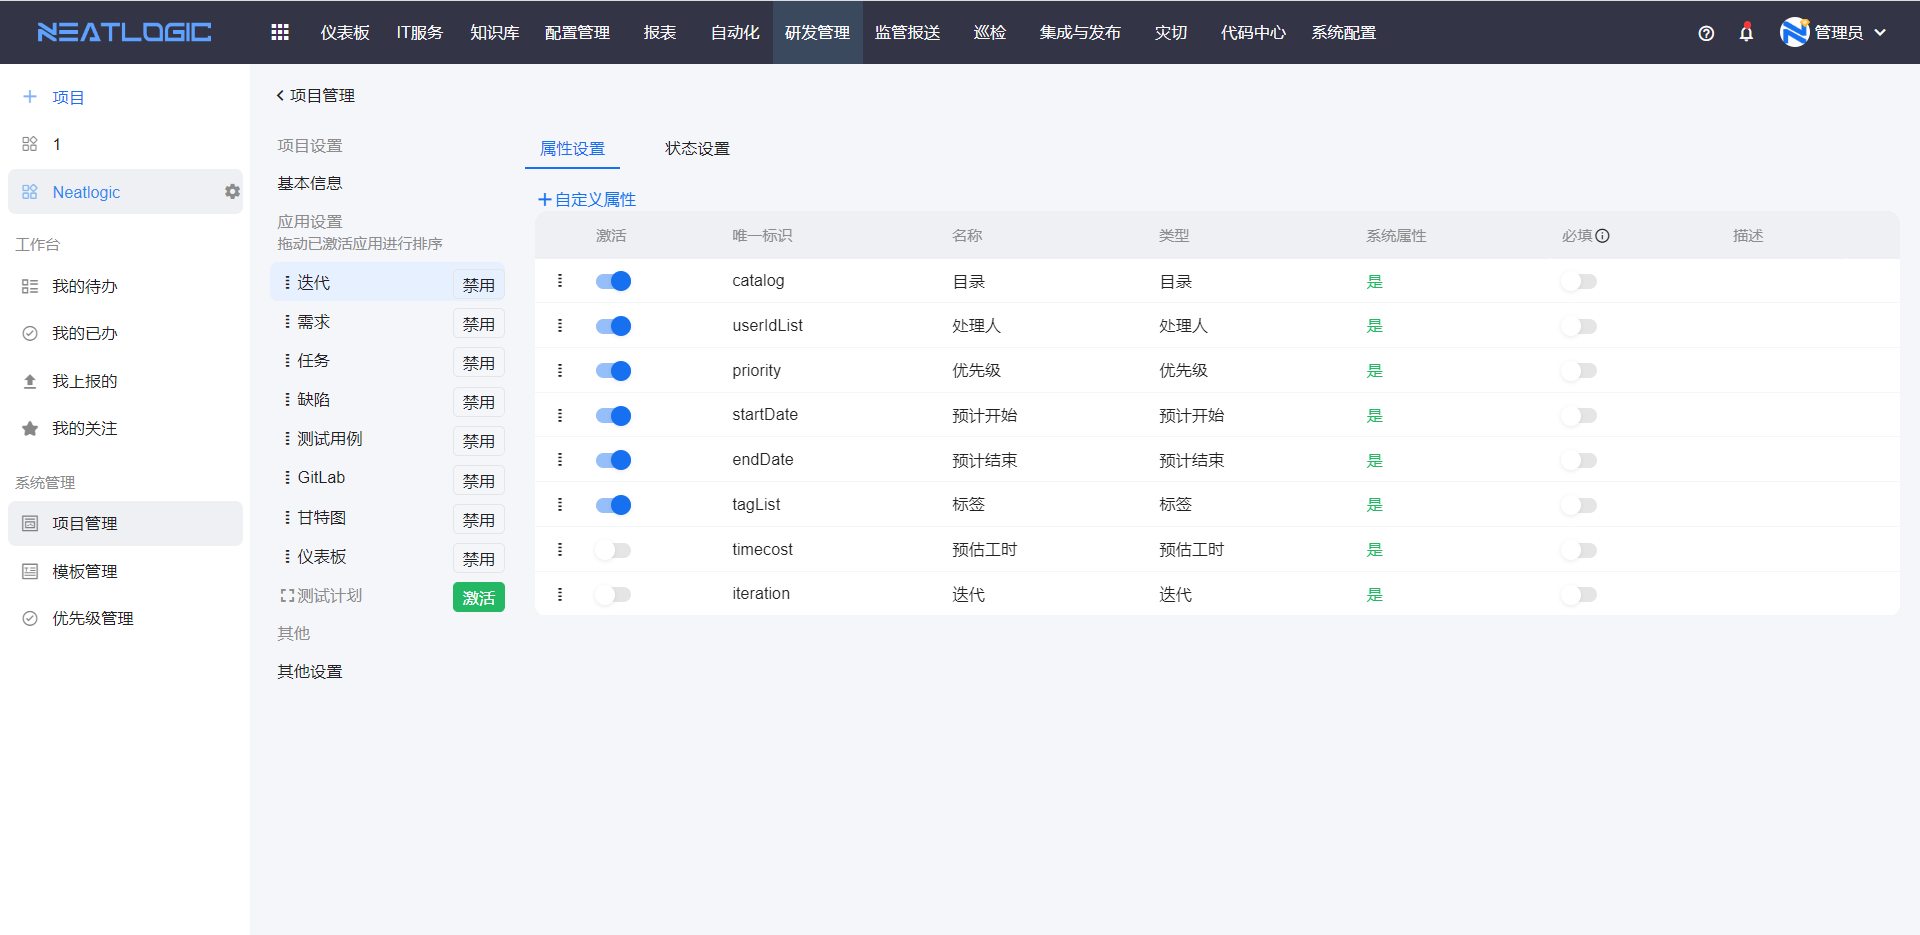 NEATLOGIC 仪表板 IT服务 知识库 配置管理 报表 自动化 研发管理 监管报送 巡检 集成与发布 灾切 代码中心 系统配置 管理员
项目
1
Neatlogic
工作台
我的待办
我的已办
我上报的
我的关注
系统管理
项目管理
模板管理
优先级管理
项目管理
项目设置
基本信息
应用设置
拖动已激活应用进行排序
迭代 禁用
需求 禁用
任务 禁用
缺陷 禁用
测试用例 禁用
GitLab 禁用
甘特图 禁用
仪表板 禁用
测试计划 激活
其他
其他设置
属性设置 状态设置
自定义属性
激活 唯一标识 名称 类型 系统属性 必填 描述
catalog 目录 目录 是
userIdList 处理人 处理人 是
priority 优先级 优先级 是
startDate 预计开始 预计开始 是
endDate 预计结束 预计结束 是
tagList 标签 标签 是
timecost 预估工时 预估工时 是
iteration 迭代 迭代 是